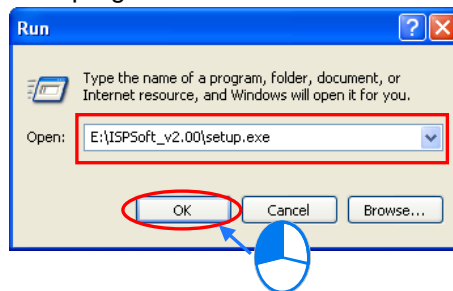 Run
Type the name of a program, folder, document, or
Internet resource, and Windows will open it for you.
Open: E:\ISPSoft_v2.00\setup.exe
OK Cancel Browse...